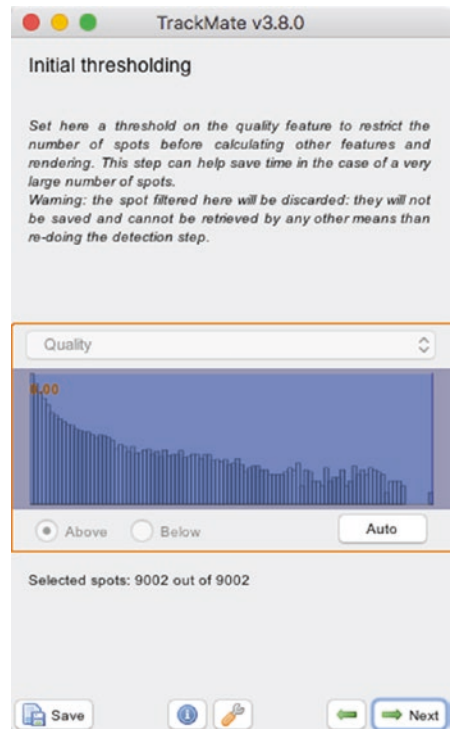 TrackMate v3.8.0
Initial thresholding
Set here a threshold on the quality feature to restrict the
number of spots before calculating other features and
rendering. This step can help save time in the case of a very
large number of spots.
Warning: the spot filtered here will be discarded: they will not
be saved and cannot be retrieved by any other means than
re-doing the detection step.
Quality
0.00
Above Below Auto
Selected spots: 9002 out of 9002
Save Next